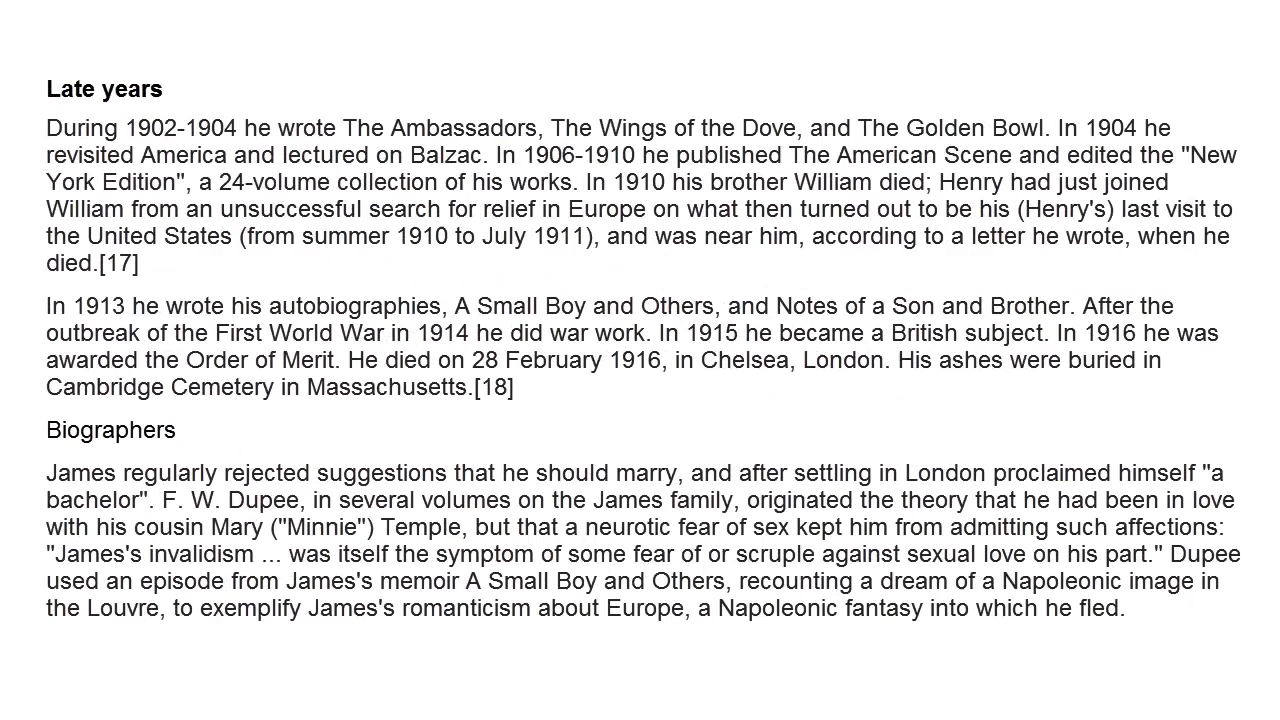 Late years
During 1902-1904 he wrote The Ambassadors, The Wings of the Dove, and The Golden Bowl. In 1904 he
revisited America and lectured on Balzac. In 1906-1910 he published The American Scene and edited the "New
York Edition", a 24-volume collection of his works. In 1910 his brother William died; Henry had just joined
William from an unsuccessful search for relief in Europe on what then turned out to be his (Henry's) last visit to
the United States (from summer 1910 to July 1911), and was near him, according to a letter he wrote, when he
died.[17]
In 1913 he wrote his autobiographies, A Small Boy and Others, and Notes of a Son and Brother. After the
outbreak of the First World War in 1914 he did war work. In 1915 he became a British subject. In 1916 he was
awarded the Order of Merit. He died on 28 February 1916, in Chelsea, London. His ashes were buried in
Cambridge Cemetery in Massachusetts.[18]
Biographers
James regularly rejected suggestions that he should marry, and after settling in London proclaimed himself "a
bachelor". F. W. Dupee, in several volumes on the James family, originated the theory that he had been in love
with his cousin Mary ("Minnie") Temple, but that a neurotic fear of sex kept him from admitting such affections:
"James's invalidism ... was itself the symptom of some fear of or scruple against sexual love on his part." Dupee
used an episode from James's memoir A Small Boy and Others, recounting a dream of a Napoleonic image in
the Louvre, to exemplify James's romanticism about Europe, a Napoleonic fantasy into which he fled.